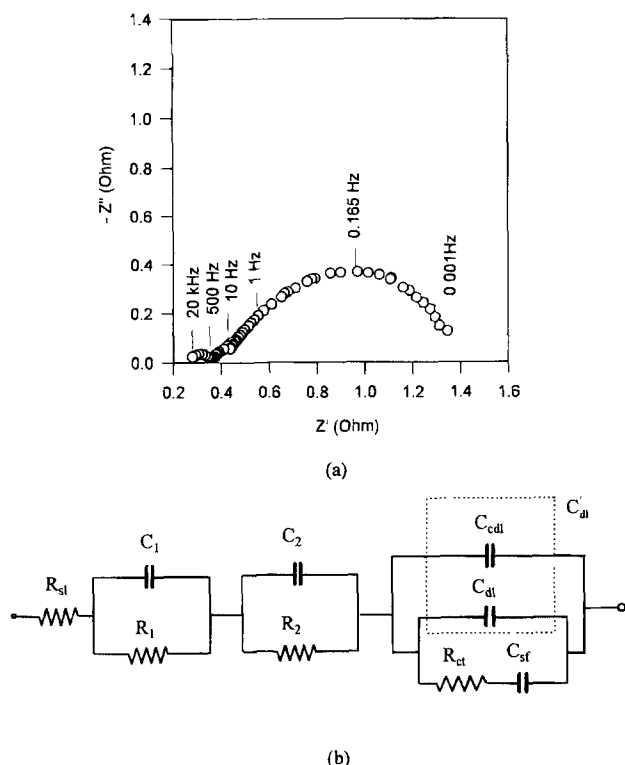 1.4
1.2
1.0
0.8
0.6
0.4
0.2
0.0
- Z" (Ohm)
20 kHz
500 Hz
10 Hz
1 Hz
0.165 Hz
0 001Hz
0.2 0.4 0.6 0.8 1.0 1.2 1.4 1.6
Z' (Ohm)
(a)
C1
C2
Ccdl
C'dl
Rsl
Cdl
R1
R2
Rct
Csf
(b)